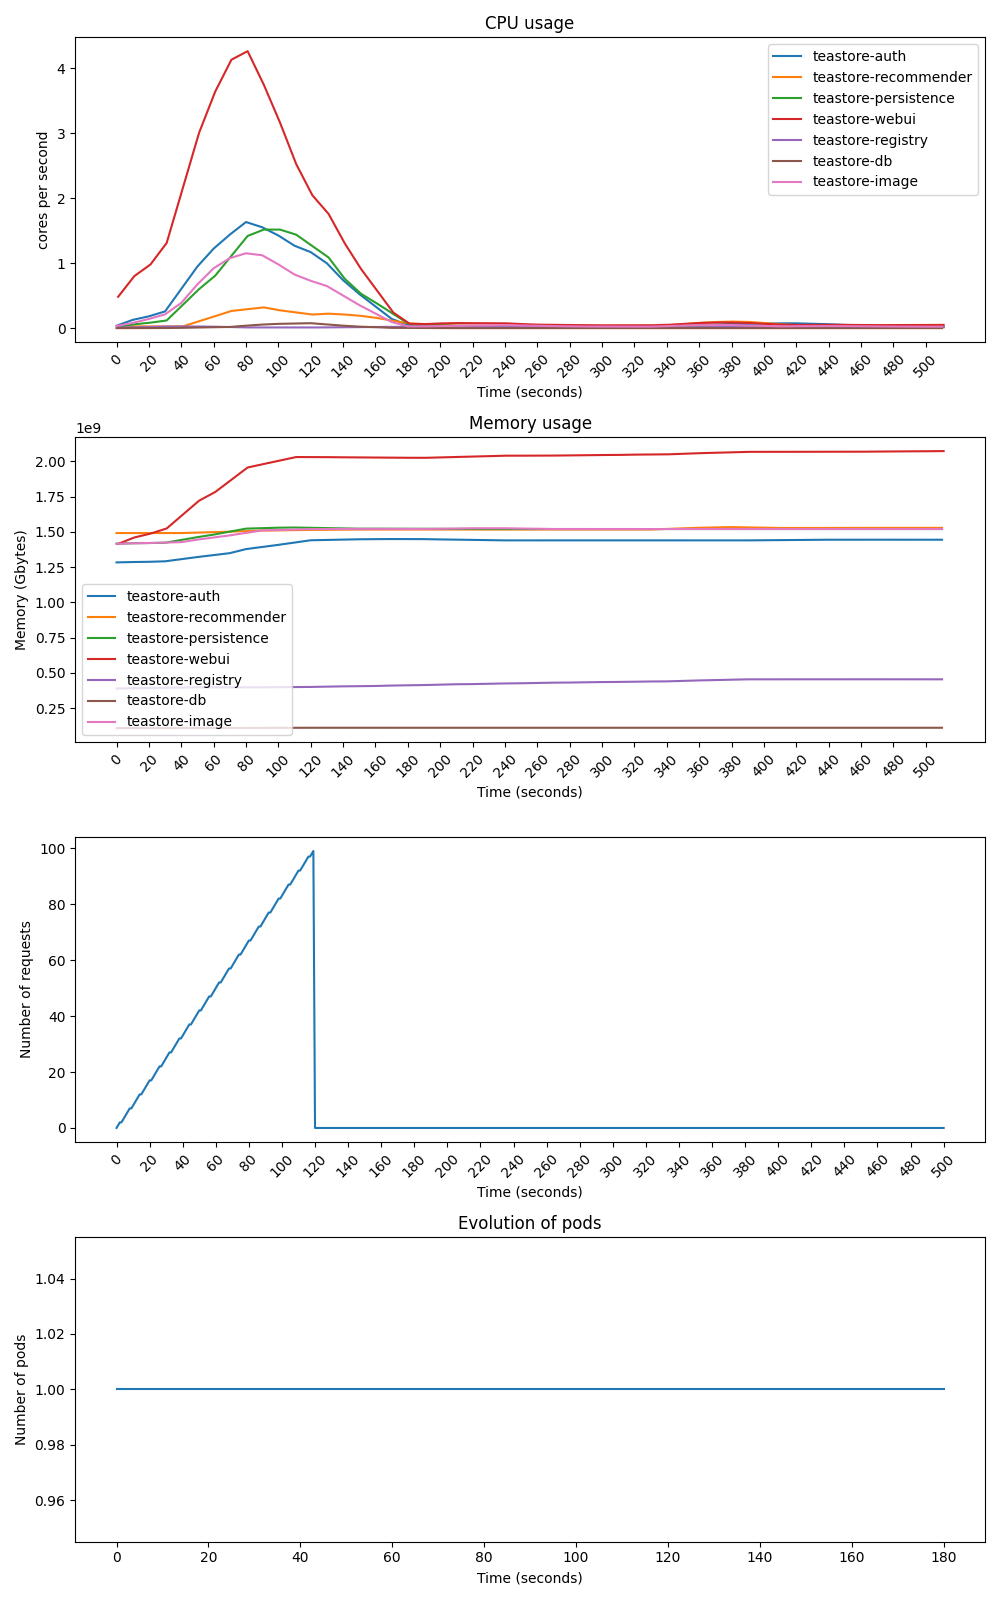 CPU usage
cores per second
4
3
2
1
0
teastore-auth
teastore-recommender
teastore-persistence
teastore-webui
teastore-registry
teastore-db
teastore-image
0 20 40 60 80 100 120 140 160 180 200 220 240 260 280 300 320 340 360 380 400 420 440 460 480 500
Time (seconds)
Memory usage
1e9
Memory (Gbytes)
2.00
1.75
1.50
1.25
1.00
0.75
0.50
0.25
teastore-auth
teastore-recommender
teastore-persistence
teastore-webui
teastore-registry
teastore-db
teastore-image
0 20 40 60 80 100 120 140 160 180 200 220 240 260 280 300 320 340 360 380 400 420 440 460 480 500
Time (seconds)
Number of requests
100
80
60
40
20
0
0 20 40 60 80 100 120 140 160 180 200 220 240 260 280 300 320 340 360 380 400 420 440 460 480 500
Time (seconds)
Evolution of pods
Number of pods
1.04
1.02
1.00
0.98
0.96
0 20 40 60 80 100 120 140 160 180
Time (seconds)